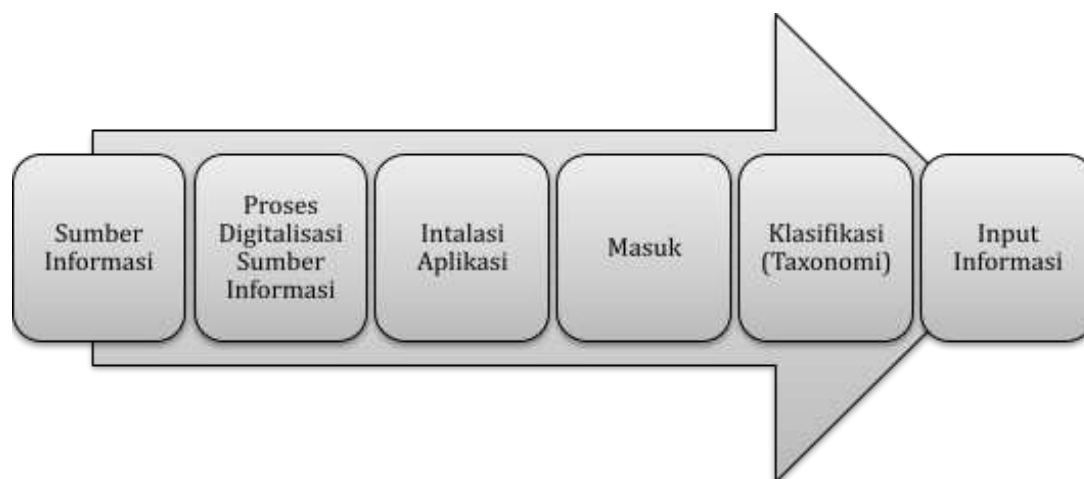 Sumber
Informasi
Proses
Digitalisasi
Sumber
Informasi
Intalasi
Aplikasi
Masuk
Klasifikasi
(Taxonomi)
Input
Informasi